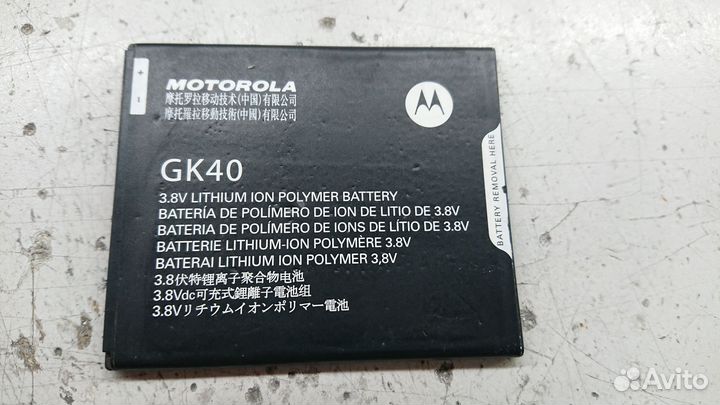 +
-
MOTOROLA
摩托罗拉移动技术(中国)有限公司
摩托羅拉移動技術(中國)有限公司
GK40
3.8V LITHIUM ION POLYMER BATTERY
BATERÍA DE POLÍMERO DE ION DE LITIO DE 3.8V
BATERIA DE POLÍMERO DE IONS DE LÍTIO DE 3.8V
BATTERIE LITHIUM-ION POLYMÈRE 3.8V
BATERAI LITHIUM ION POLYMER 3,8V
3.8伏特锂离子聚合物电池
3.8Vdc可充式鋰離子電池組
3.8Vリチウムイオンポリマー電池
BATTERY REMOVAL HERE
Avito